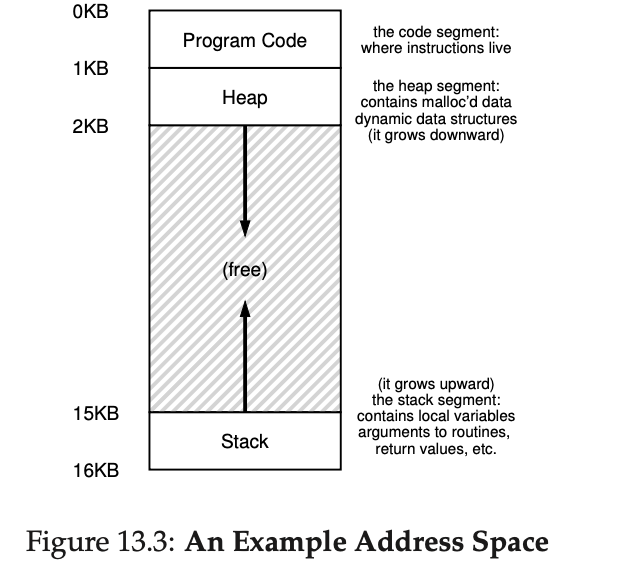 0KB
Program Code
the code segment:
where instructions live
1KB
Heap
the heap segment:
contains malloc’d data
dynamic data structures
(it grows downward)
2KB
(free)
(it grows upward)
the stack segment:
contains local variables
arguments to routines,
return values, etc.
15KB
Stack
16KB
Figure 13.3: An Example Address Space